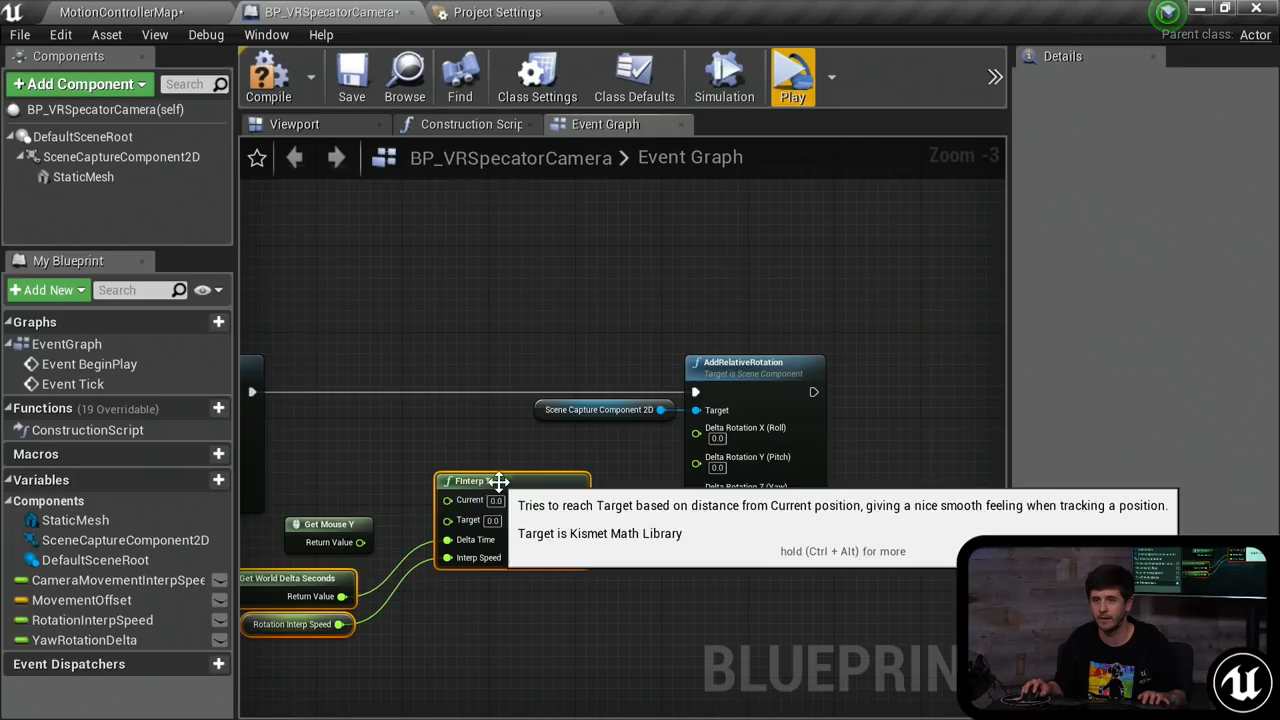 MotionControllerMap*
BP_VRSpecatorCamera*
Project Settings
File
Edit
Asset
View
Debug
Window
Help
Parent class: Actor
Components
+ Add Component
Search
BP_VRSpecatorCamera(self)
DefaultSceneRoot
SceneCaptureComponent2D
StaticMesh
Compile
Save
Browse
Find
Class Settings
Class Defaults
Simulation
Play
Details
Viewport
Construction Scrip
Event Graph
BP_VRSpecatorCamera > Event Graph
Zoom -3
My Blueprint
+ Add New
Search
Graphs
EventGraph
Event BeginPlay
Event Tick
Functions (19 Overridable)
ConstructionScript
Macros
Variables
Components
StaticMesh
SceneCaptureComponent2D
DefaultSceneRoot
CameraMovementInterpSpee
MovementOffset
RotationInterpSpeed
YawRotationDelta
Event Dispatchers
AddRelativeRotation
Target is Scene Component
Target
Delta Rotation X (Roll)
0.0
Delta Rotation Y (Pitch)
0.0
Scene Capture Component 2D
FInterp
Current 0.0
Target 0.0
Delta Time
Interp Speed
Get Mouse Y
Return Value
Get World Delta Seconds
Return Value
Rotation Interp Speed
Tries to reach Target based on distance from Current position, giving a nice smooth feeling when tracking a position.
Target is Kismet Math Library
hold (Ctrl + Alt) for more
BLUEPRIN